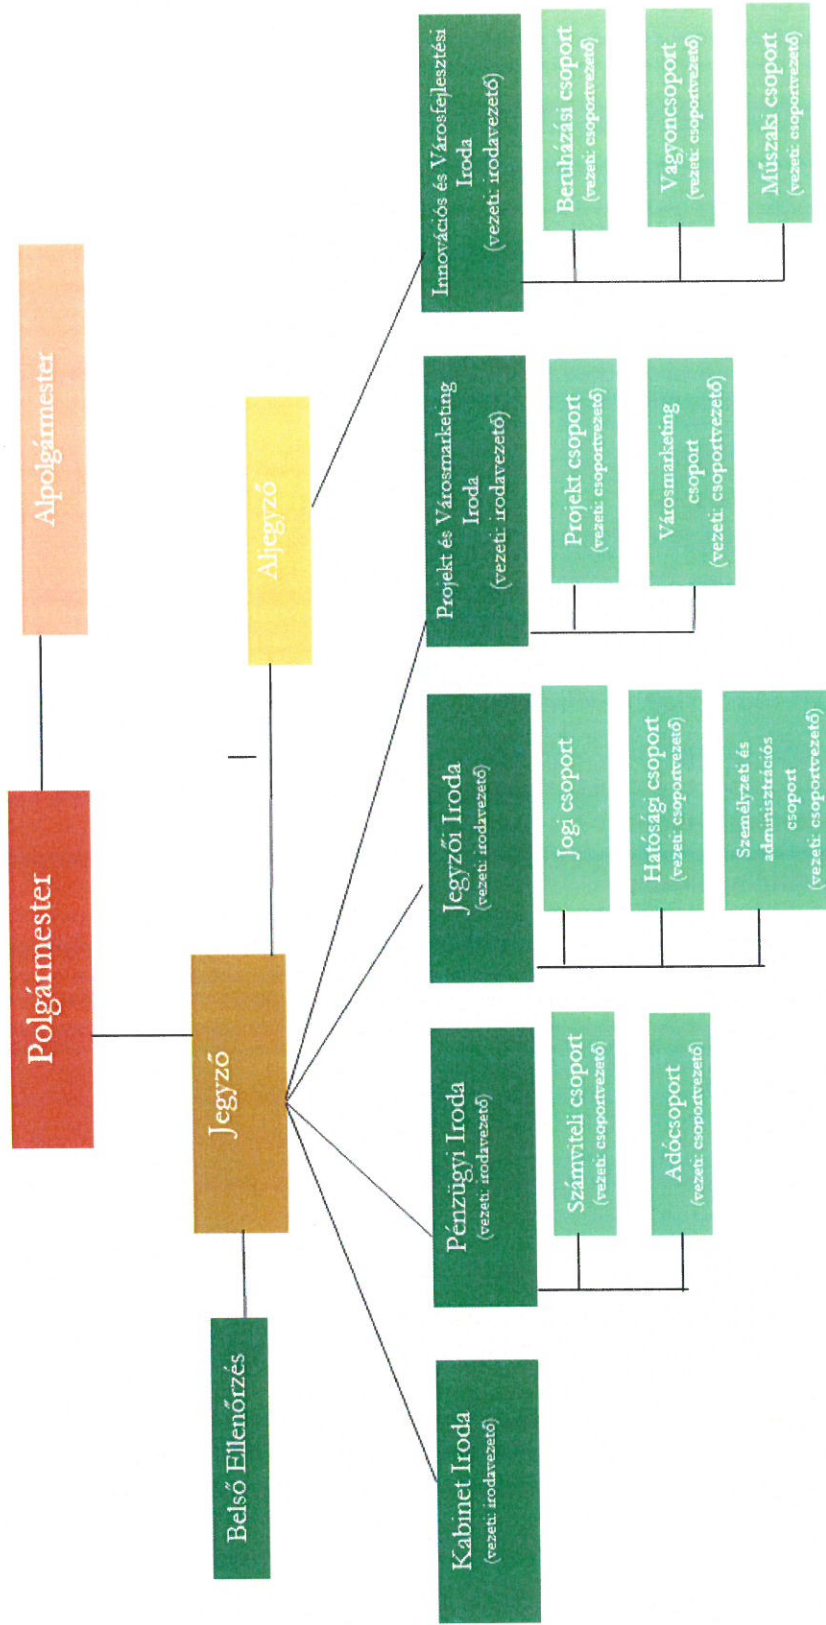 Polgármester
Alpolgármester
Belső Ellenőrzés
Jegyző
Aljegyző
Kabinet Iroda
(vezeti: irodavezető)
Pénzügyi Iroda
(vezeti: irodavezető)
Számviteli csoport
(vezeti: csoportvezető)
Adócsoport
(vezeti: csoportvezető)
Jegyzői Iroda
(vezeti: irodavezető)
Jogi csoport
Hatósági csoport
(vezeti: csoportvezető)
Személyzeti és
adminisztrációs
csoport
(vezeti: csoportvezető)
Projekt és Városmarketing
Iroda
(vezeti: irodavezető)
Projekt csoport
(vezeti: csoportvezető)
Városmarketing
csoport
(vezeti: csoportvezető)
Innovációs és Városfejlesztési
Iroda
(vezeti: irodavezető)
Beruházási csoport
(vezeti: csoportvezető)
Vagyoncsoport
(vezeti: csoportvezető)
Műszaki csoport
(vezeti: csoportvezető)